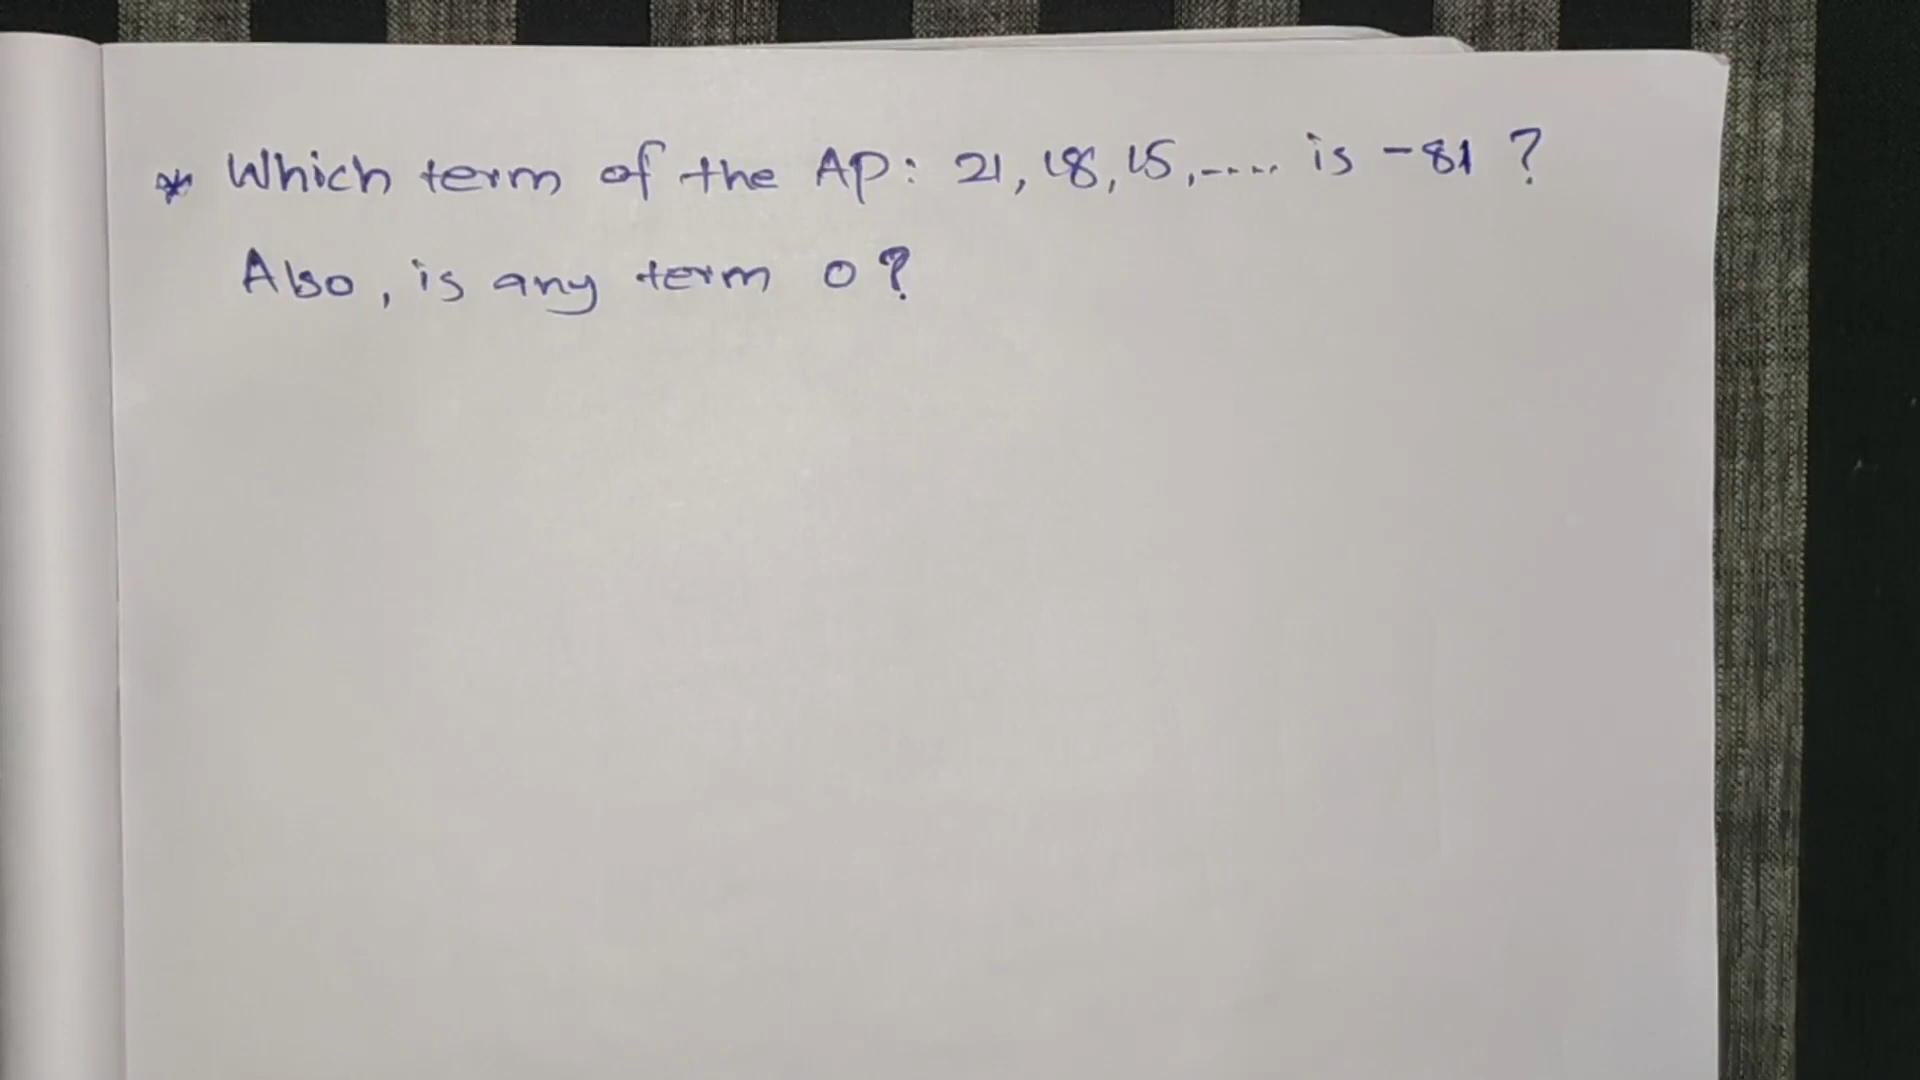 * Which term of the AP: 21, 18, 15, .... is -81 ?
Also, is any term 0 ?